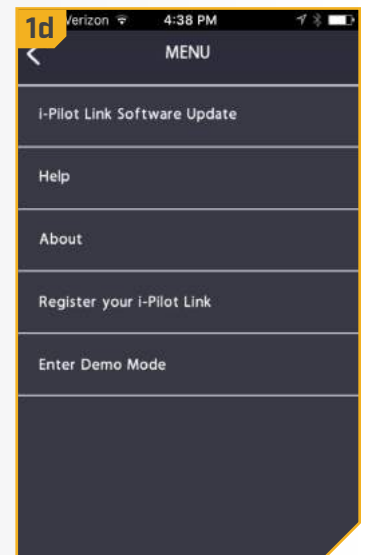 1d
Verizon 4:38 PM
MENU
i-Pilot Link Software Update
Help
About
Register your i-Pilot Link
Enter Demo Mode